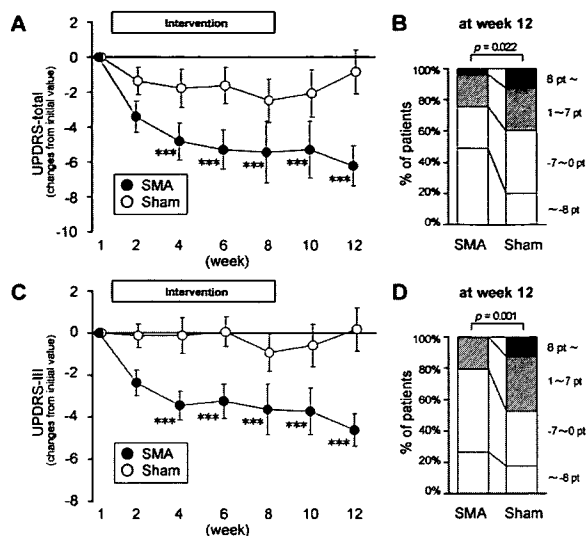 A
Intervention
UPDRS-total
(changes from initial value)
2
0
-2
-4
-6
-8
-10
***
***
***
***
***
SMA
Sham
1
2
4
6
8
10
12
(week)
B
at week 12
p = 0.022
% of patients
100%
80%
60%
40%
20%
0%
8 pt ~
1~7 pt
-7~0 pt
~-8 pt
SMA
Sham
C
Intervention
UPDRS-III
(changes from initial value)
2
0
-2
-4
-6
-8
***
***
***
***
***
SMA
Sham
1
2
4
6
8
10
12
(week)
D
at week 12
p = 0.001
% of patients
100%
80%
60%
40%
20%
0%
8 pt ~
1~7 pt
-7~0 pt
~-8 pt
SMA
Sham